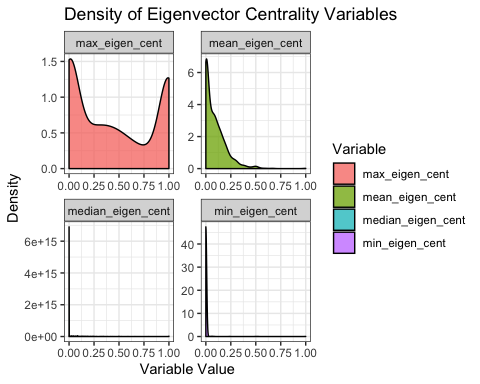 Density of Eigenvector Centrality Variables
max_eigen_cent
mean_eigen_cent
1.5
1.0
0.5
0.0
6
4
2
0
0.00 0.25 0.50 0.75 1.00
0.00 0.25 0.50 0.75 1.00
median_eigen_cent
min_eigen_cent
6e+15
4e+15
2e+15
0e+00
40
30
20
10
0
0.00 0.25 0.50 0.75 1.00
0.00 0.25 0.50 0.75 1.00
Density
Variable Value
Variable
max_eigen_cent
mean_eigen_cent
median_eigen_cent
min_eigen_cent